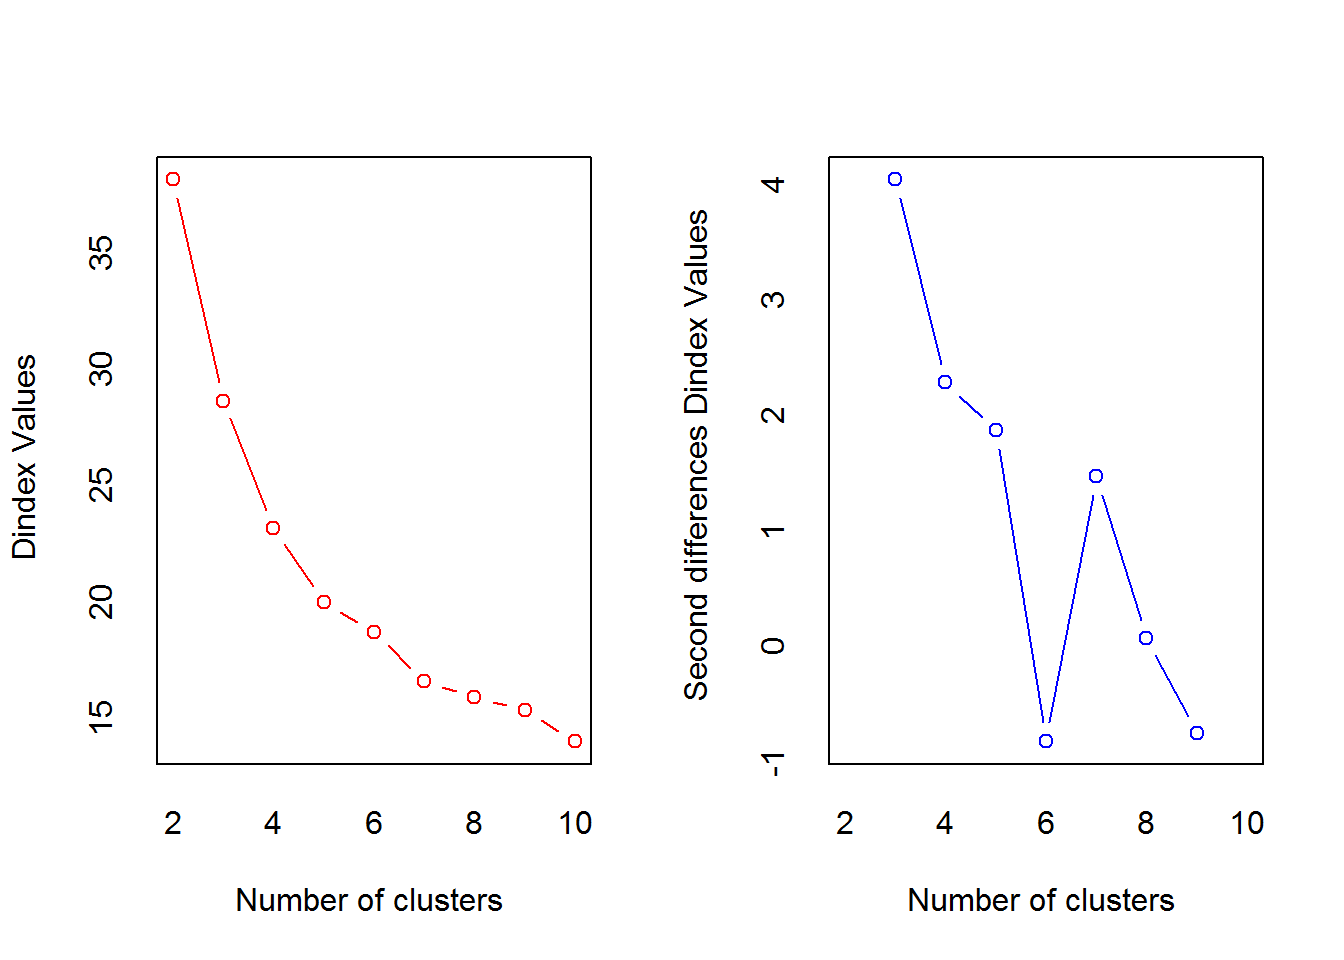 Dindex Values
35
30
25
20
15
2 4 6 8 10
Number of clusters
Second differences Dindex Values
4
3
2
1
0
-1
2 4 6 8 10
Number of clusters